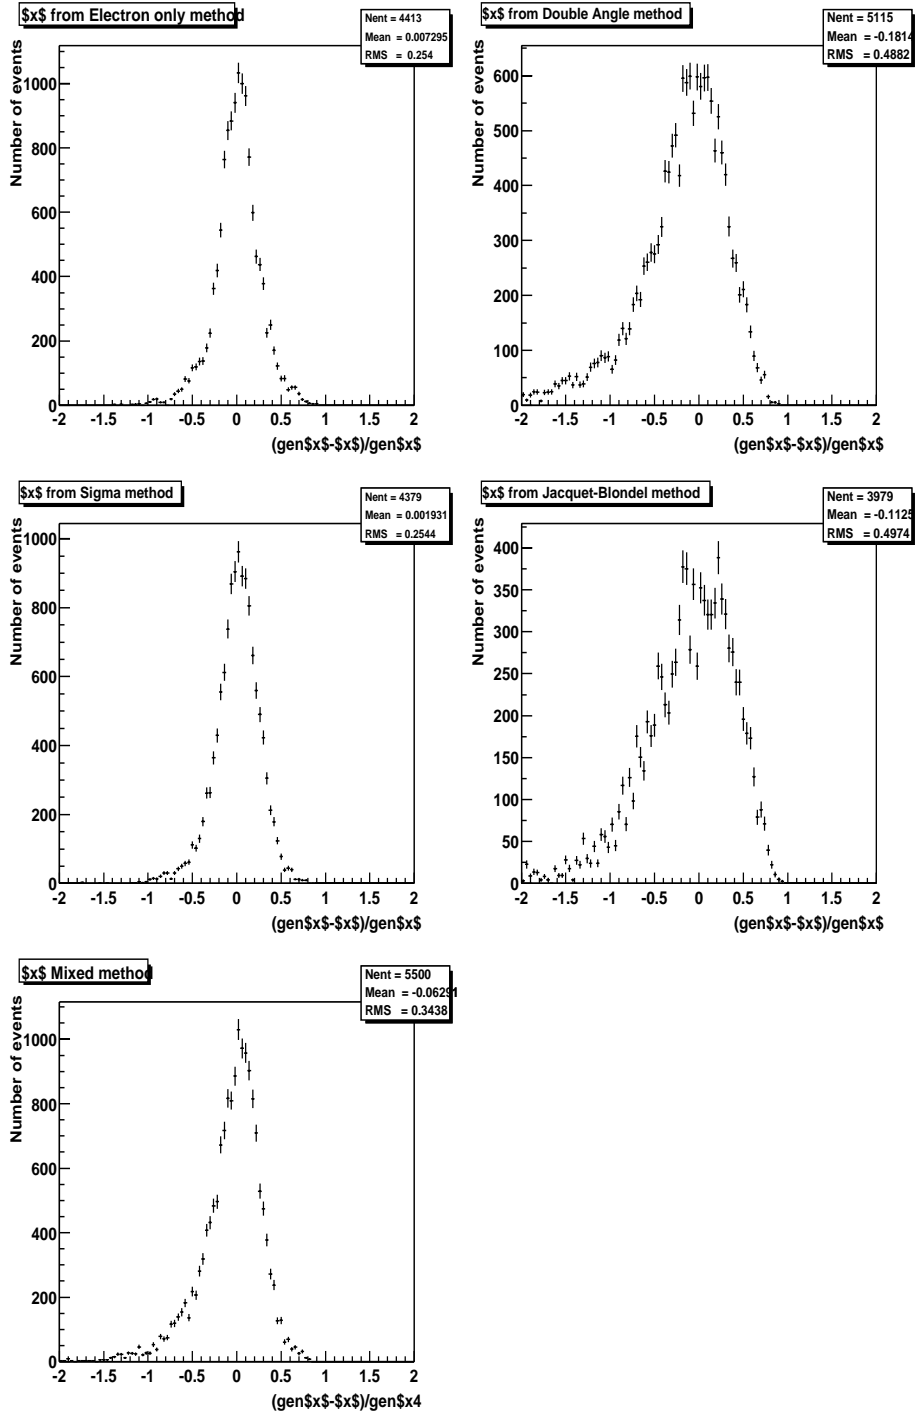 $x$ from Electron only method
Nent = 4413
Mean = 0.007295
RMS = 0.254
Number of events
1000
800
600
400
200
0
-2 -1.5 -1 -0.5 0 0.5 1 1.5 2
(gen$x$-$x$)/gen$x$
$x$ from Double Angle method
Nent = 5115
Mean = -0.1814
RMS = 0.4882
Number of events
600
500
400
300
200
100
0
-2 -1.5 -1 -0.5 0 0.5 1 1.5 2
(gen$x$-$x$)/gen$x$
$x$ from Sigma method
Nent = 4379
Mean = 0.001931
RMS = 0.2544
Number of events
1000
800
600
400
200
0
-2 -1.5 -1 -0.5 0 0.5 1 1.5 2
(gen$x$-$x$)/gen$x$
$x$ from Jacquet-Blondel method
Nent = 3979
Mean = -0.1125
RMS = 0.4974
Number of events
400
350
300
250
200
150
100
50
0
-2 -1.5 -1 -0.5 0 0.5 1 1.5 2
(gen$x$-$x$)/gen$x$
$x$ Mixed method
Nent = 5500
Mean = -0.06291
RMS = 0.3438
Number of events
1000
800
600
400
200
0
-2 -1.5 -1 -0.5 0 0.5 1 1.5 2
(gen$x$-$x$)/gen$x4